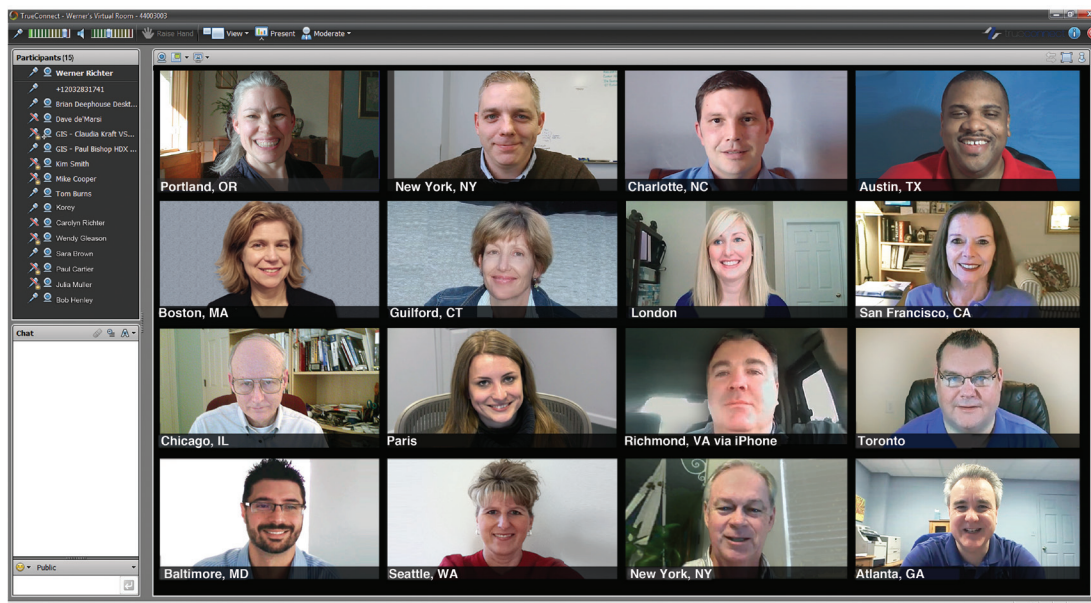 TrueConnect - Werner's Virtual Room - 44003003
Raise Hand View Present Moderate
Participants (15)
Werner Richter
+12032831741
Brian Deephouse Deskt...
Dave de'Marsi
GIS - Claudia Kraft VS...
GIS - Paul Bishop HDX ...
Kim Smith
Mike Cooper
Tom Burns
Korey
Carolyn Richter
Wendy Gleason
Sara Brown
Paul Cartier
Julia Muller
Bob Henley
Chat
Public
Portland, OR
New York, NY
Charlotte, NC
Austin, TX
Boston, MA
Guilford, CT
London
San Francisco, CA
Chicago, IL
Paris
Richmond, VA via iPhone
Toronto
Baltimore, MD
Seattle, WA
New York, NY
Atlanta, GA